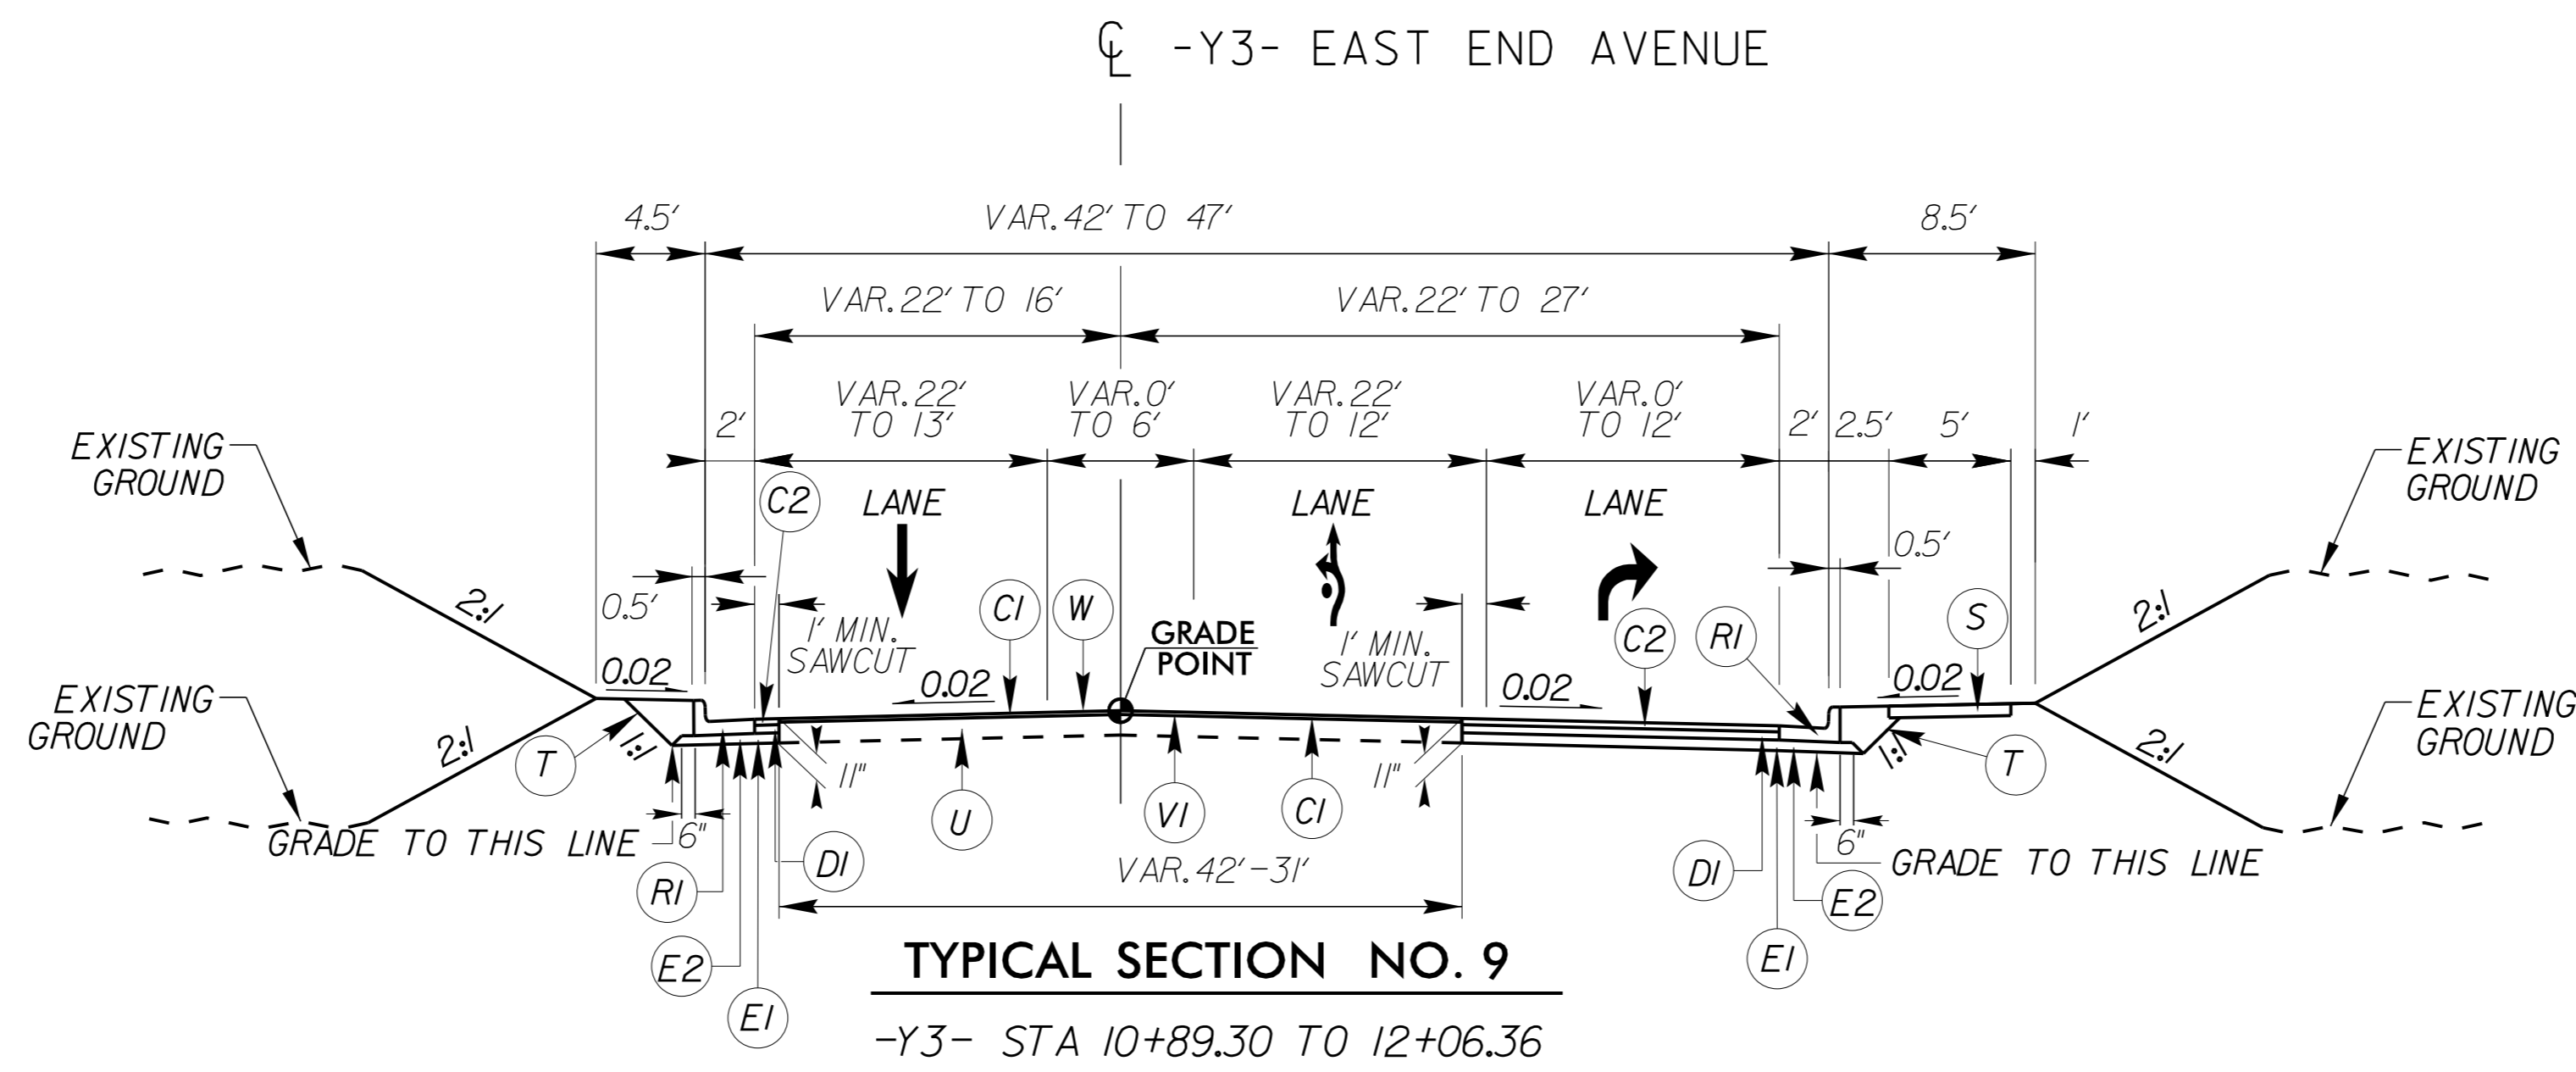 ℄ -Y3- EAST END AVENUE
4.5'
VAR. 42' TO 47'
8.5'
VAR. 22' TO 16'
VAR. 22' TO 27'
2'
VAR. 22'
TO 13'
VAR. 0'
TO 6'
VAR. 22'
TO 12'
VAR. 0'
TO 12'
2'
2.5'
5'
1'
EXISTING
GROUND
EXISTING
GROUND
C2
LANE
LANE
LANE
0.5'
0.5'
1' MIN.
SAWCUT
C1
W
GRADE
POINT
1' MIN.
SAWCUT
C2
R1
S
2:1
2:1
0.02
0.02
0.02
0.02
EXISTING
GROUND
EXISTING
GROUND
2:1
2:1
T
1:1
1:1
T
11"
11"
U
V1
C1
GRADE TO THIS LINE
6"
6"
GRADE TO THIS LINE
R1
D1
VAR. 42'-31'
D1
E2
E2
E1
E1
TYPICAL SECTION NO. 9
-Y3- STA 10+89.30 TO 12+06.36